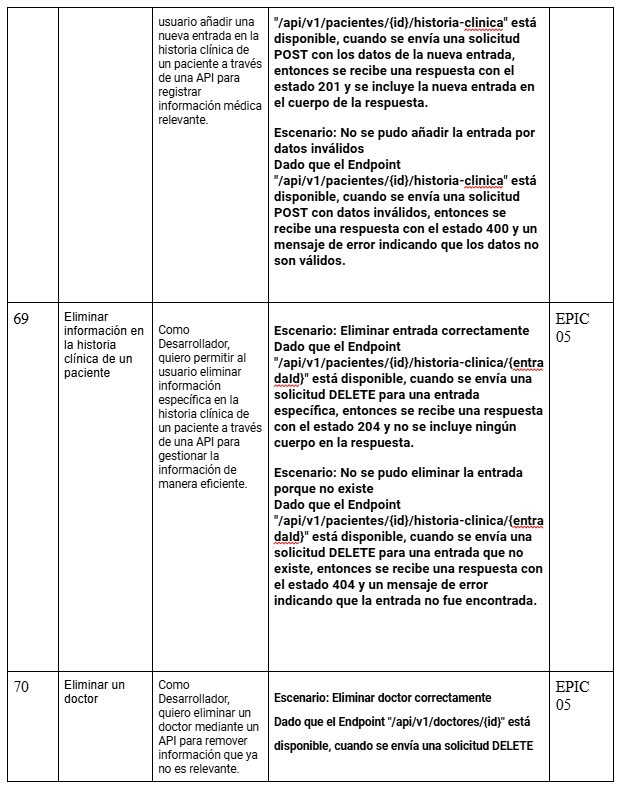 usuario añadir una
nueva entrada en la
historia clínica de
un paciente a través
de una API para
registrar
información médica
relevante.
"/api/v1/pacientes/{id}/historia-clinica" está
disponible, cuando se envía una solicitud
POST con los datos de la nueva entrada,
entonces se recibe una respuesta con el
estado 201 y se incluye la nueva entrada en
el cuerpo de la respuesta.
Escenario: No se pudo añadir la entrada por
datos inválidos
Dado que el Endpoint
"/api/v1/pacientes/{id}/historia-clinica" está
disponible, cuando se envía una solicitud
POST con datos inválidos, entonces se
recibe una respuesta con el estado 400 y un
mensaje de error indicando que los datos no
son válidos.
69
Eliminar
información en
la historia
clínica de un
paciente
Como
Desarrollador,
quiero permitir al
usuario eliminar
información
específica en la
historia clínica de
un paciente a través
de una API para
gestionar la
información de
manera eficiente.
Escenario: Eliminar entrada correctamente
Dado que el Endpoint
"/api/v1/pacientes/{id}/historia-clinica/{entra
daId}" está disponible, cuando se envía una
solicitud DELETE para una entrada
específica, entonces se recibe una respuesta
con el estado 204 y no se incluye ningún
cuerpo en la respuesta.
Escenario: No se pudo eliminar la entrada
porque no existe
Dado que el Endpoint
"/api/v1/pacientes/{id}/historia-clinica/{entra
daId}" está disponible, cuando se envía una
solicitud DELETE para una entrada que no
existe, entonces se recibe una respuesta con
el estado 404 y un mensaje de error
indicando que la entrada no fue encontrada.
EPIC
05
70
Eliminar un
doctor
Como
Desarrollador,
quiero eliminar un
doctor mediante un
API para remover
información que ya
no es relevante.
Escenario: Eliminar doctor correctamente
Dado que el Endpoint "/api/v1/doctores/{id}" está
disponible, cuando se envía una solicitud DELETE
EPIC
05